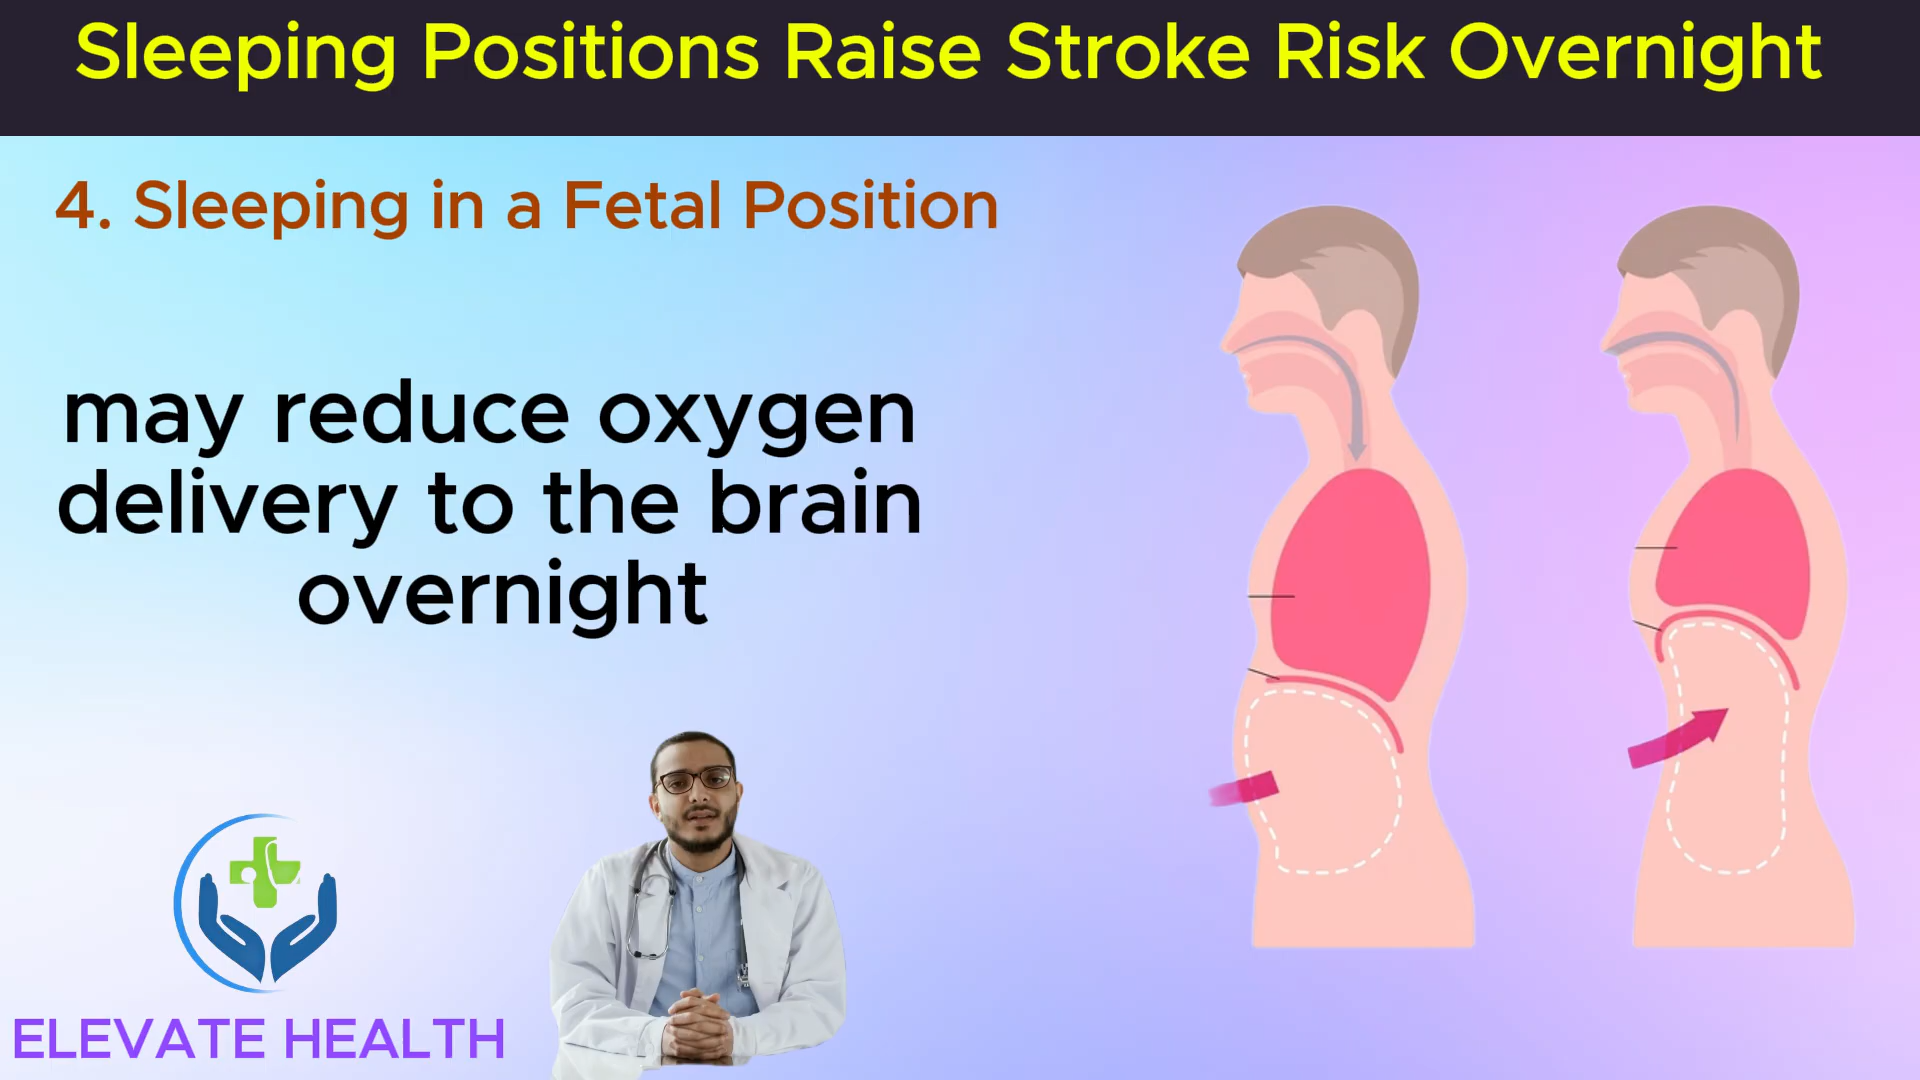 Sleeping Positions Raise Stroke Risk Overnight
4. Sleeping in a Fetal Position
may reduce oxygen
delivery to the brain
overnight
ELEVATE HEALTH